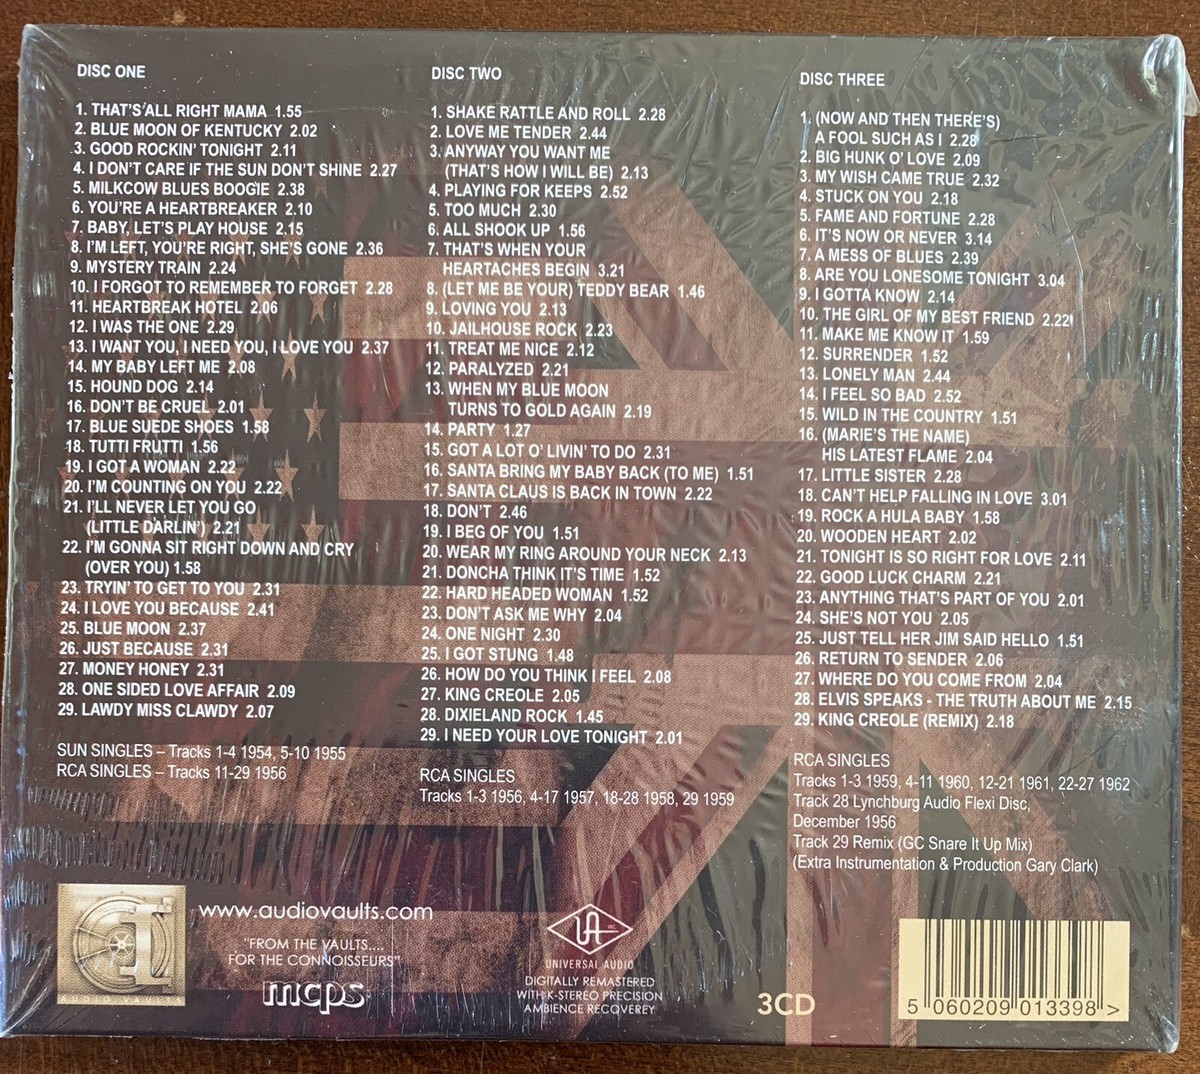 DISC ONE
1. THAT'S ALL RIGHT MAMA 1.55
2. BLUE MOON OF KENTUCKY 2.02
3. GOOD ROCKIN' TONIGHT 2.11
4. I DON'T CARE IF THE SUN DON'T SHINE 2.27
5. MILKCOW BLUES BOOGIE 2.38
6. YOU'RE A HEARTBREAKER 2.10
7. BABY, LET'S PLAY HOUSE 2.15
8. I'M LEFT, YOU'RE RIGHT, SHE'S GONE 2.36
9. MYSTERY TRAIN 2.24
10. I FORGOT TO REMEMBER TO FORGET 2.28
11. HEARTBREAK HOTEL 2.06
12. I WAS THE ONE 2.29
13. I WANT YOU, I NEED YOU, I LOVE YOU 2.37
14. MY BABY LEFT ME 2.08
15. HOUND DOG 2.14
16. DON'T BE CRUEL 2.01
17. BLUE SUEDE SHOES 1.58
18. TUTTI FRUTTI 1.56
19. I GOT A WOMAN 2.22
20. I'M COUNTING ON YOU 2.22
21. I'LL NEVER LET YOU GO
(LITTLE DARLIN') 2.21
22. I'M GONNA SIT RIGHT DOWN AND CRY
(OVER YOU) 1.58
23. TRYIN' TO GET TO YOU 2.31
24. I LOVE YOU BECAUSE 2.41
25. BLUE MOON 2.37
26. JUST BECAUSE 2.31
27. MONEY HONEY 2.31
28. ONE SIDED LOVE AFFAIR 2.09
29. LAWDY MISS CLAWDY 2.07
SUN SINGLES – Tracks 1-4 1954, 5-10 1955
RCA SINGLES – Tracks 11-29 1956
DISC TWO
1. SHAKE RATTLE AND ROLL 2.28
2. LOVE ME TENDER 2.44
3. ANYWAY YOU WANT ME
(THAT'S HOW I WILL BE) 2.13
4. PLAYING FOR KEEPS 2.52
5. TOO MUCH 2.30
6. ALL SHOOK UP 1.56
7. THAT'S WHEN YOUR
HEARTACHES BEGIN 3.21
8. (LET ME BE YOUR) TEDDY BEAR 1.46
9. LOVING YOU 2.13
10. JAILHOUSE ROCK 2.23
11. TREAT ME NICE 2.12
12. PARALYZED 2.21
13. WHEN MY BLUE MOON
TURNS TO GOLD AGAIN 2.19
14. PARTY 1.27
15. GOT A LOT O' LIVIN' TO DO 2.31
16. SANTA BRING MY BABY BACK (TO ME) 1.51
17. SANTA CLAUS IS BACK IN TOWN 2.22
18. DON'T 2.46
19. I BEG OF YOU 1.51
20. WEAR MY RING AROUND YOUR NECK 2.13
21. DONCHA THINK IT'S TIME 1.52
22. HARD HEADED WOMAN 1.52
23. DON'T ASK ME WHY 2.04
24. ONE NIGHT 2.30
25. I GOT STUNG 1.48
26. HOW DO YOU THINK I FEEL 2.08
27. KING CREOLE 2.05
28. DIXIELAND ROCK 1.45
29. I NEED YOUR LOVE TONIGHT 2.01
RCA SINGLES
Tracks 1-3 1956, 4-17 1957, 18-28 1958, 29 1959
DISC THREE
1. (NOW AND THEN THERE'S)
A FOOL SUCH AS I 2.28
2. BIG HUNK O' LOVE 2.09
3. MY WISH CAME TRUE 2.32
4. STUCK ON YOU 2.18
5. FAME AND FORTUNE 2.28
6. IT'S NOW OR NEVER 3.14
7. A MESS OF BLUES 2.39
8. ARE YOU LONESOME TONIGHT 3.04
9. I GOTTA KNOW 2.14
10. THE GIRL OF MY BEST FRIEND 2.22
11. MAKE ME KNOW IT 1.59
12. SURRENDER 1.52
13. LONELY MAN 2.44
14. I FEEL SO BAD 2.52
15. WILD IN THE COUNTRY 1.51
16. (MARIE'S THE NAME)
HIS LATEST FLAME 2.04
17. LITTLE SISTER 2.28
18. CAN'T HELP FALLING IN LOVE 3.01
19. ROCK A HULA BABY 1.58
20. WOODEN HEART 2.02
21. TONIGHT IS SO RIGHT FOR LOVE 2.11
22. GOOD LUCK CHARM 2.21
23. ANYTHING THAT'S PART OF YOU 2.01
24. SHE'S NOT YOU 2.05
25. JUST TELL HER JIM SAID HELLO 1.51
26. RETURN TO SENDER 2.06
27. WHERE DO YOU COME FROM 2.04
28. ELVIS SPEAKS - THE TRUTH ABOUT ME 2.15
29. KING CREOLE (REMIX) 2.18
RCA SINGLES
Tracks 1-3 1959, 4-11 1960, 12-21 1961, 22-27 1962
Track 28 Lynchburg Audio Flexi Disc,
December 1956
Track 29 Remix (GC Snare It Up Mix)
(Extra Instrumentation & Production Gary Clark)
AUDIOVAULTS
www.audiovaults.com
"FROM THE VAULTS....
FOR THE CONNOISSEURS"
mcps
UA INC.
UNIVERSAL AUDIO
DIGITALLY REMASTERED
WITH K-STEREO PRECISION
AMBIENCE RECOVEREY
3CD
5 060209 013398 >